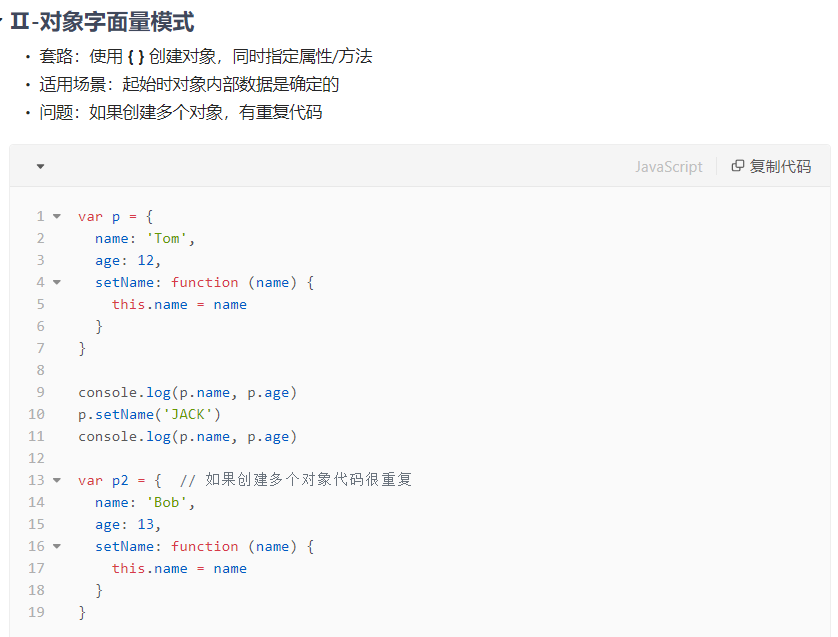 II-对象字面量模式
• 套路：使用 { } 创建对象，同时指定属性/方法
• 适用场景：起始时对象内部数据是确定的
• 问题：如果创建多个对象，有重复代码
JavaScript 复制代码
1 var p = {
2   name: 'Tom',
3   age: 12,
4   setName: function (name) {
5     this.name = name
6   }
7 }
8
9 console.log(p.name, p.age)
10 p.setName('JACK')
11 console.log(p.name, p.age)
12
13 var p2 = {  // 如果创建多个对象代码很重复
14   name: 'Bob',
15   age: 13,
16   setName: function (name) {
17     this.name = name
18   }
19 }